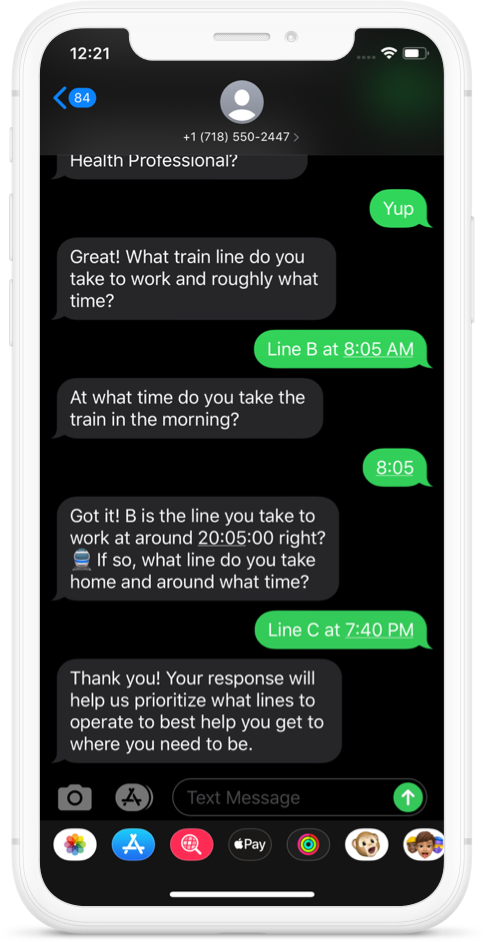 12:21
84
+1 (718) 550-2447 >
Health Professional?
Yup
Great! What train line do you
take to work and roughly what
time?
Line B at 8:05 AM
At what time do you take the
train in the morning?
8:05
Got it! B is the line you take to
work at around 20:05:00 right?
🚆 If so, what line do you take
home and around what time?
Line C at 7:40 PM
Thank you! Your response will
help us prioritize what lines to
operate to best help you get to
where you need to be.
Text Message
Pay